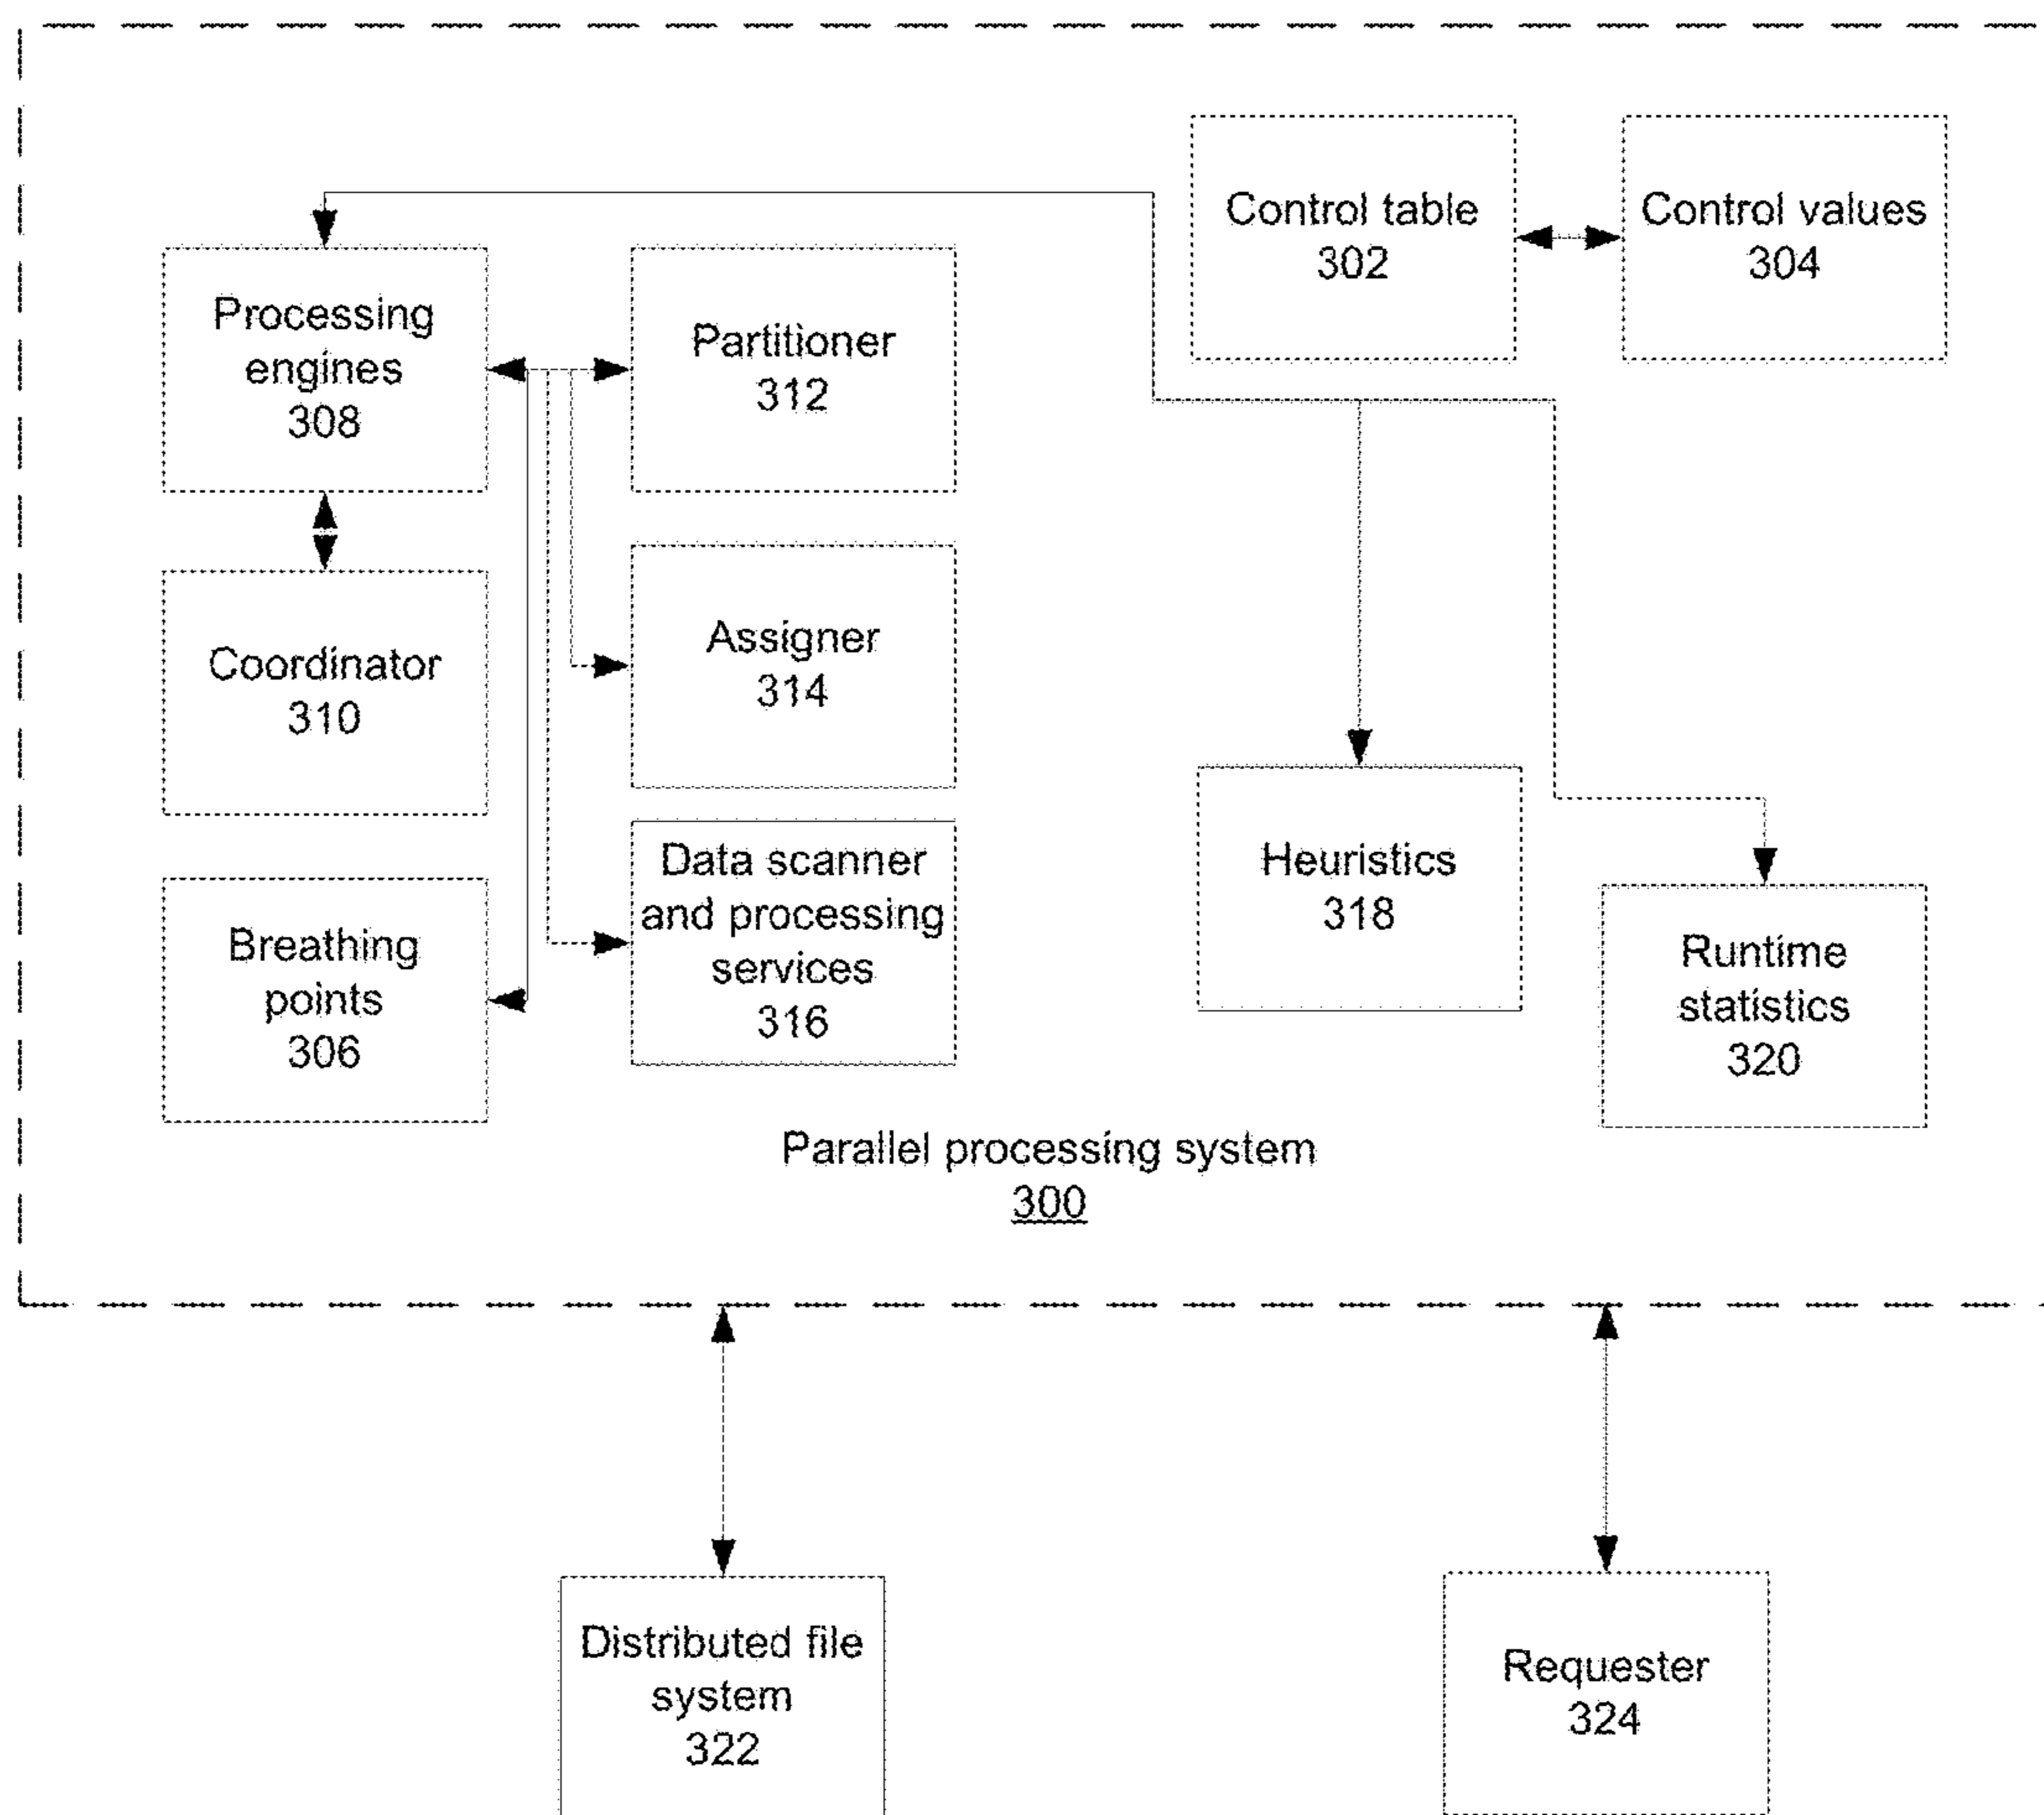 Control table
302
Control values
304
Processing
engines
308
Partitioner
312
Coordinator
310
Assigner
314
Breathing
points
306
Data scanner
and processing
services
316
Heuristics
318
Runtime
statistics
320
Parallel processing system
300
Distributed file
system
322
Requester
324